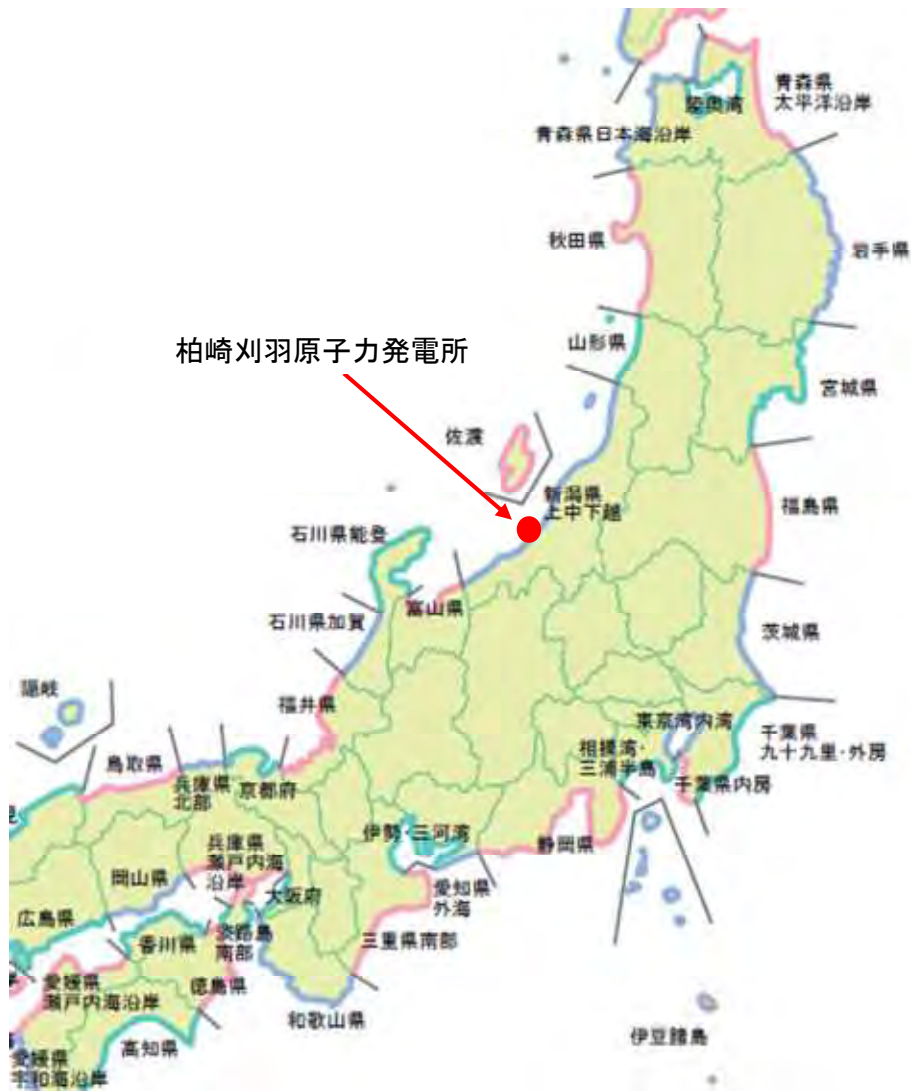 青森県
太平洋沿岸
陸奥湾
青森県日本海沿岸
秋田県
岩手県
山形県
柏崎刈羽原子力発電所
宮城県
佐渡
新潟県
上中下越
福島県
石川県能登
富山県
石川県加賀
茨城県
隠岐
福井県
東京湾内湾
千葉県
九十九里・外房
相模湾・
三浦半島
鳥取県
兵庫県
北部
京都府
千葉県内房
伊勢・三河湾
静岡県
兵庫県
瀬戸内海
沿岸
岡山県
大阪府
愛知県
外海
広島県
香川県
淡路島
南部
三重県南部
愛媛県
瀬戸内海沿岸
徳島県
和歌山県
高知県
伊豆諸島
愛媛県
宇和海沿岸